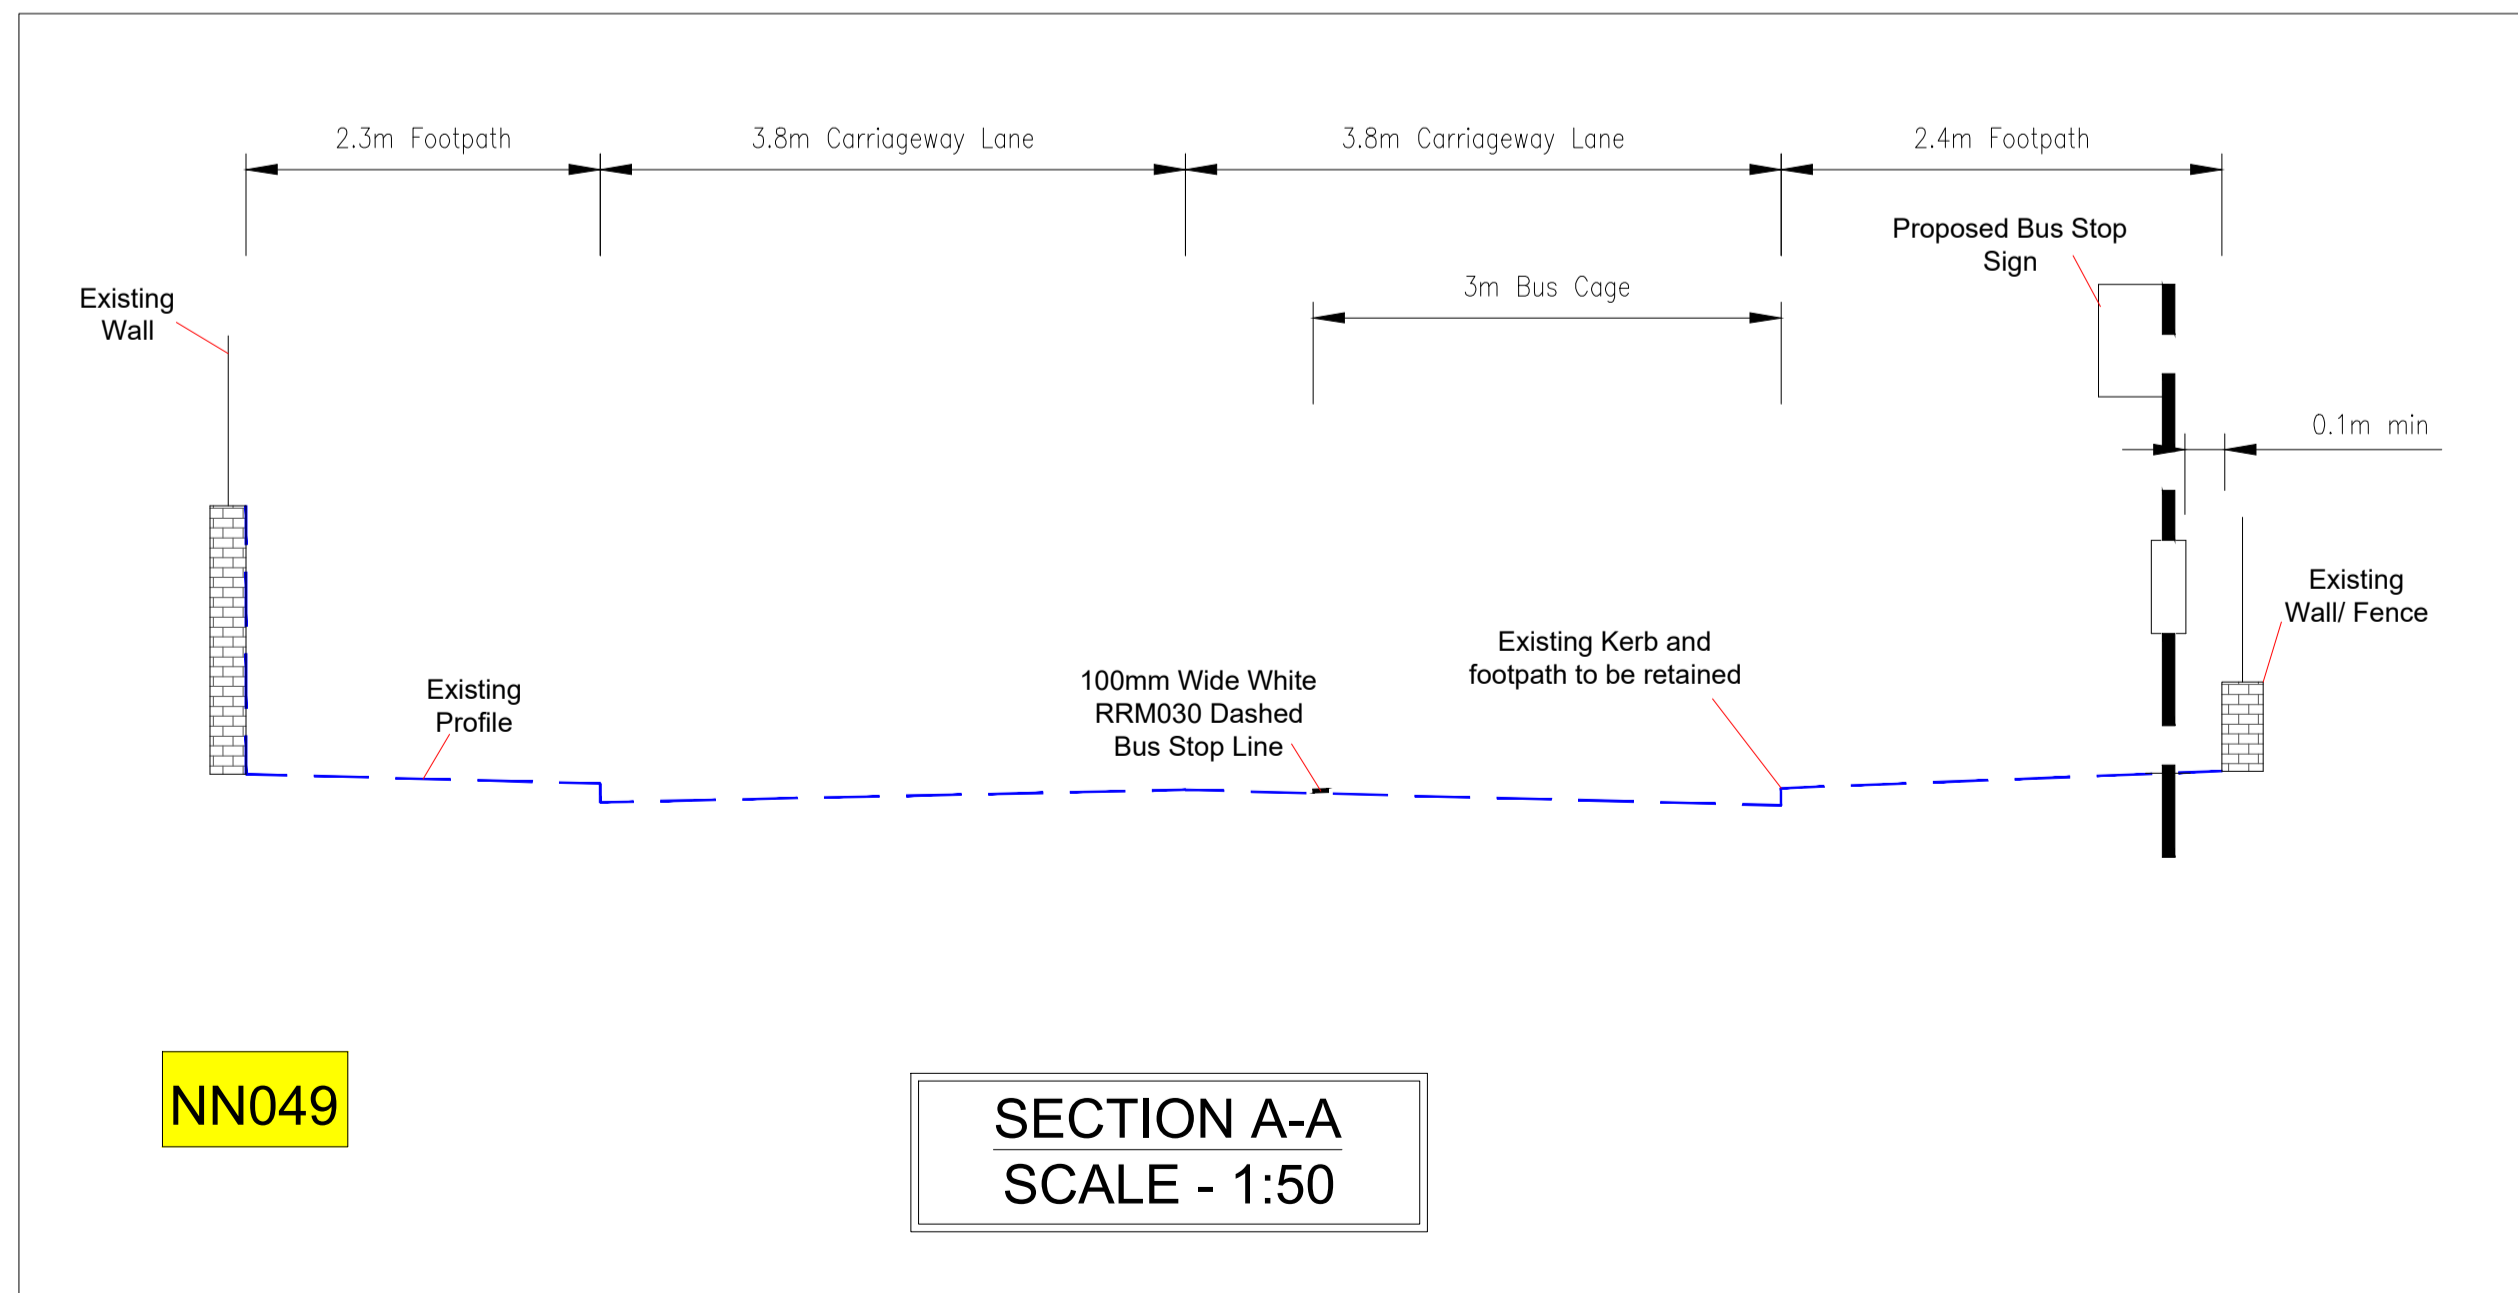 2.3m Footpath
3.8m Carriageway Lane
3.8m Carriageway Lane
2.4m Footpath
Proposed Bus Stop
Sign
3m Bus Cage
Existing
Wall
0.1m min
Existing
Wall/ Fence
Existing Kerb and
footpath to be retained
100mm Wide White
RRM030 Dashed
Bus Stop Line
Existing
Profile
NN049
SECTION A-A
SCALE - 1:50